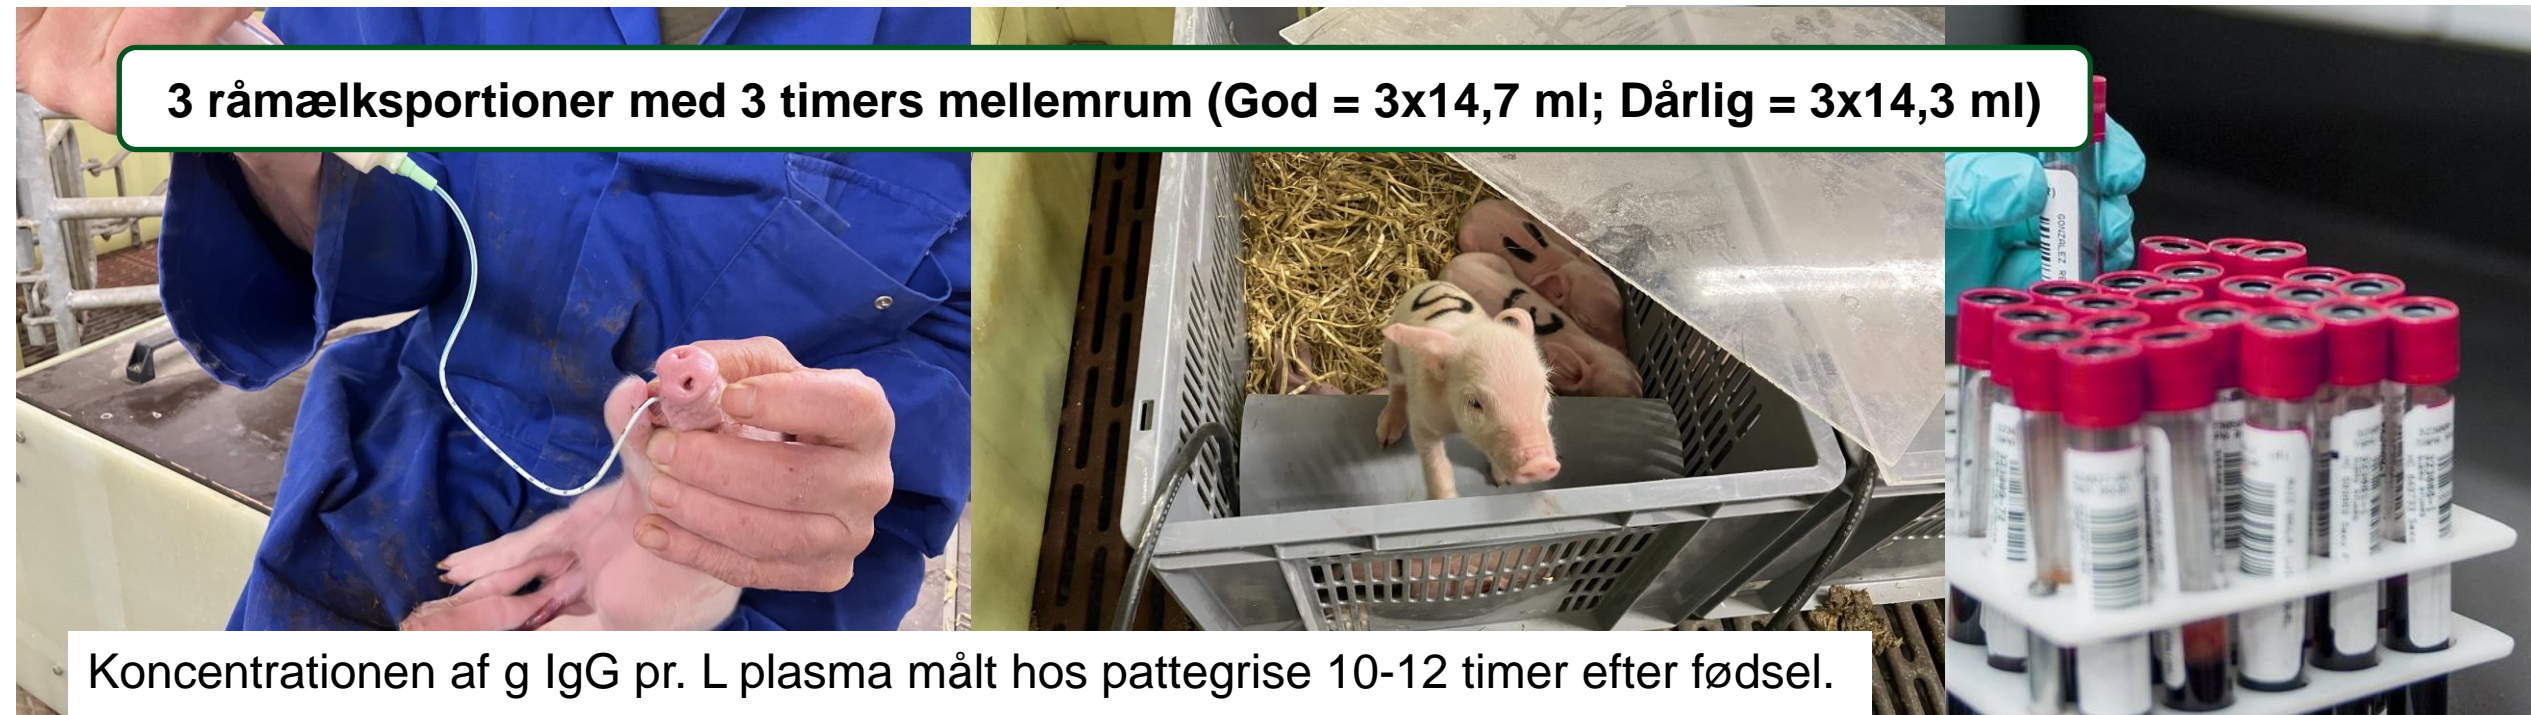 3 råmælksportioner med 3 timers mellemrum (God = 3x14,7 ml; Dårlig = 3x14,3 ml)
GONZALEZ
Koncentrationen af g IgG pr. L plasma målt hos pattegrise 10-12 timer efter fødsel.